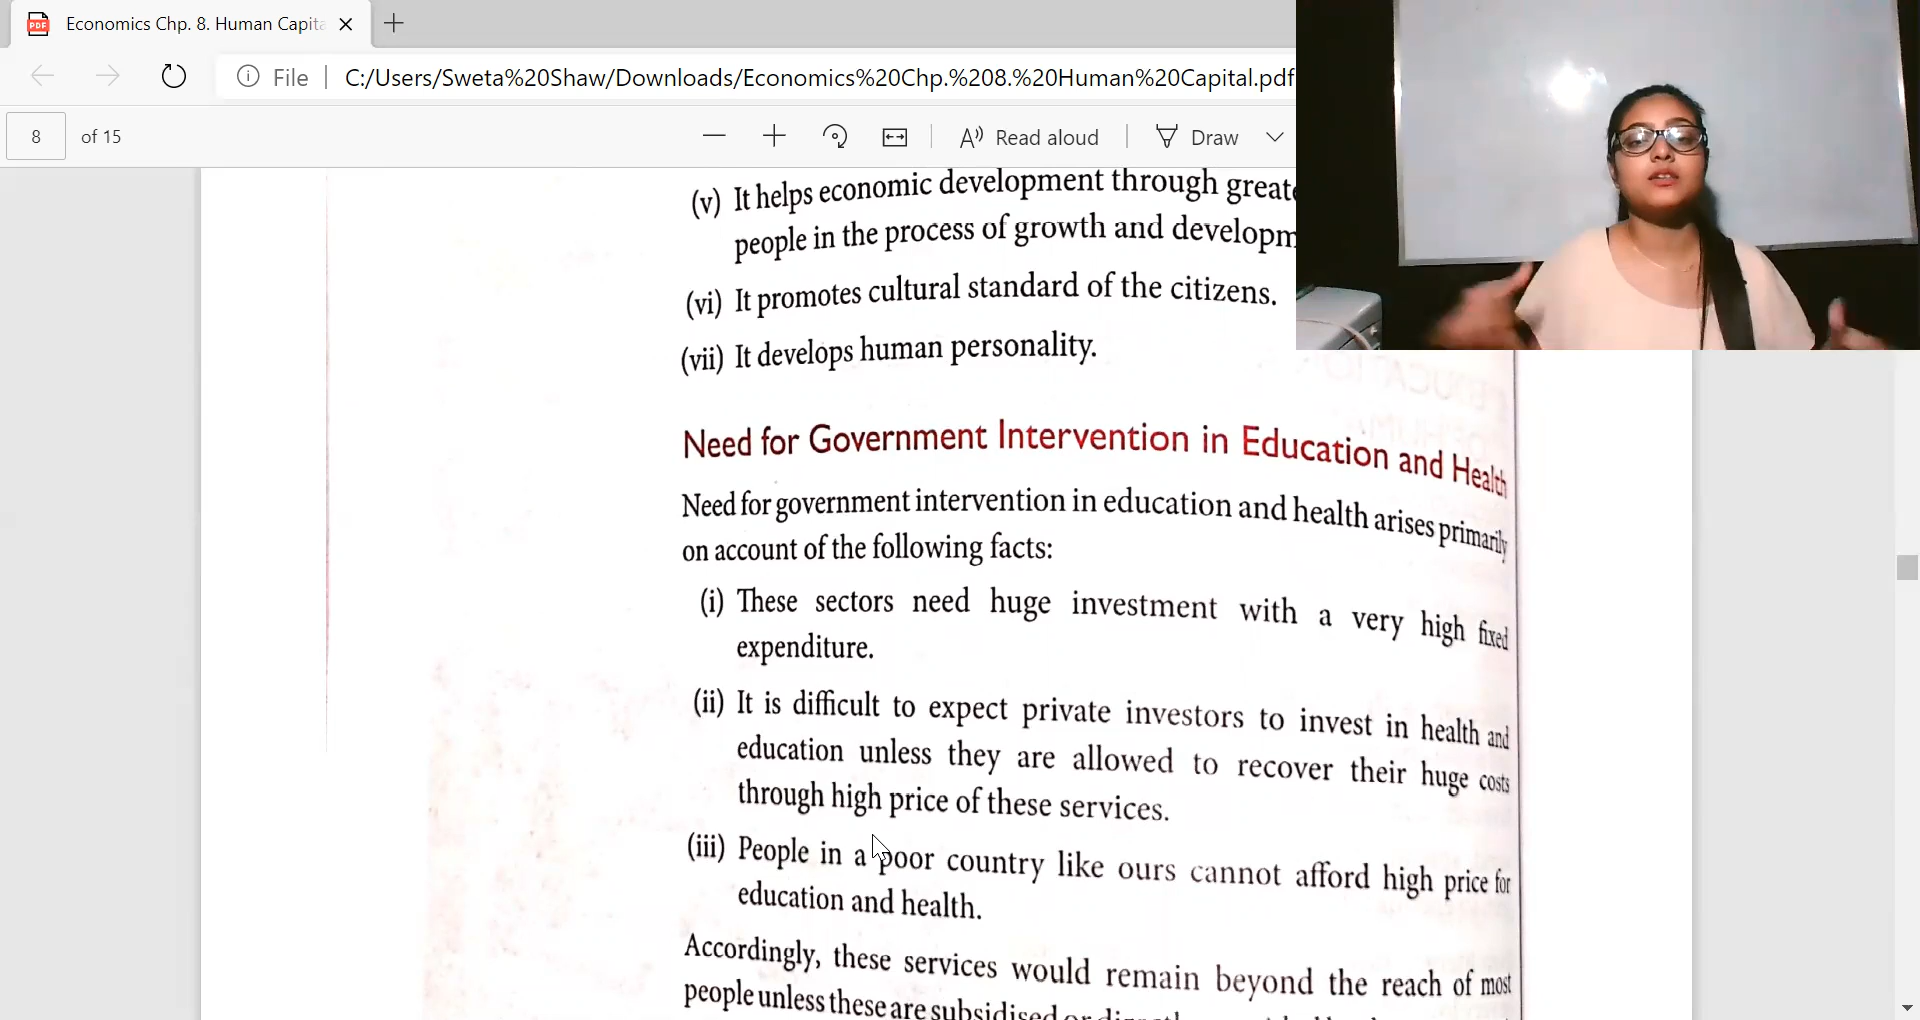 Economics Chp. 8. Human Capita
File
C:/Users/Sweta%20Shaw/Downloads/Economics%20Chp.%208.%20Human%20Capital.pdf
8 of 15
Read aloud
Draw
(v) It helps economic development through greate
people in the process of growth and developm
(vi) It promotes cultural standard of the citizens.
(vii) It develops human personality.
Need for Government Intervention in Education and Health
Need for government intervention in education and health arises primarily
on account of the following facts:
(i) These sectors need huge investment with a very high fixed
expenditure.
(ii) It is difficult to expect private investors to invest in health and
education unless they are allowed to recover their huge costs
through high price of these services.
(iii) People in a poor country like ours cannot afford high price for
education and health.
Accordingly, these services would remain beyond the reach of most
people unless these are subsidised or